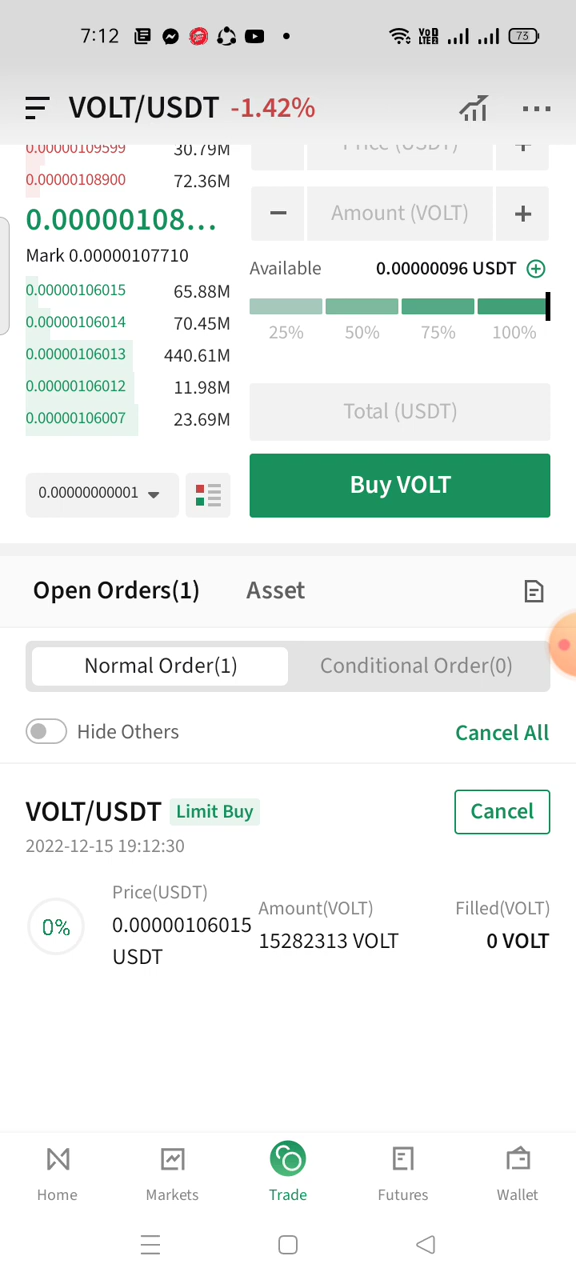 7:12
VoD
LTE2
73
VOLT/USDT -1.42%
0.00000109599 30.79M
Price (USDT) +
0.00000108900 72.36M
0.00000108...
− Amount (VOLT) +
Mark 0.00000107710
Available 0.00000096 USDT
0.00000106015 65.88M
0.00000106014 70.45M
25% 50% 75% 100%
0.00000106013 440.61M
0.00000106012 11.98M
0.00000106007 23.69M
Total (USDT)
0.00000000001
Buy VOLT
Open Orders(1) Asset
Normal Order(1) Conditional Order(0)
Hide Others Cancel All
VOLT/USDT Limit Buy Cancel
2022-12-15 19:12:30
0%
Price(USDT)
0.00000106015
USDT
Amount(VOLT)
15282313 VOLT
Filled(VOLT)
0 VOLT
Home Markets Trade Futures Wallet